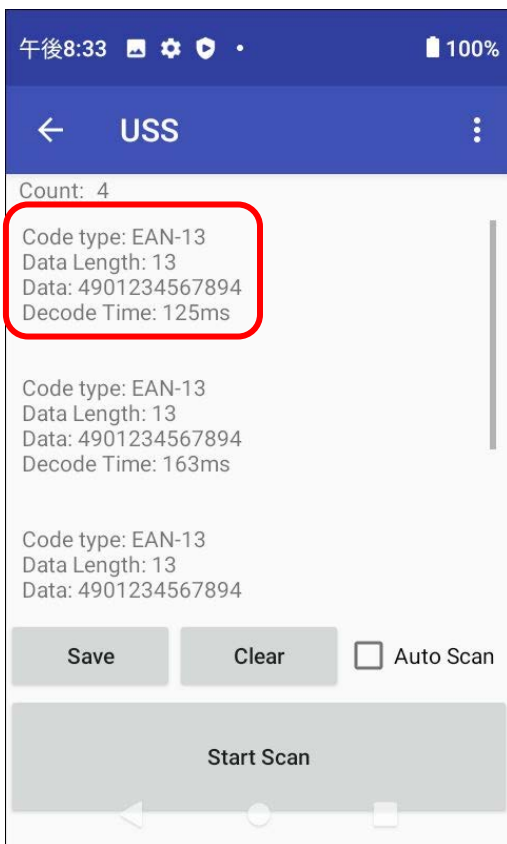 午後8:33
100%
USS
Count: 4
Code type: EAN-13
Data Length: 13
Data: 4901234567894
Decode Time: 125ms
Code type: EAN-13
Data Length: 13
Data: 4901234567894
Decode Time: 163ms
Code type: EAN-13
Data Length: 13
Data: 4901234567894
Save Clear Auto Scan
Start Scan